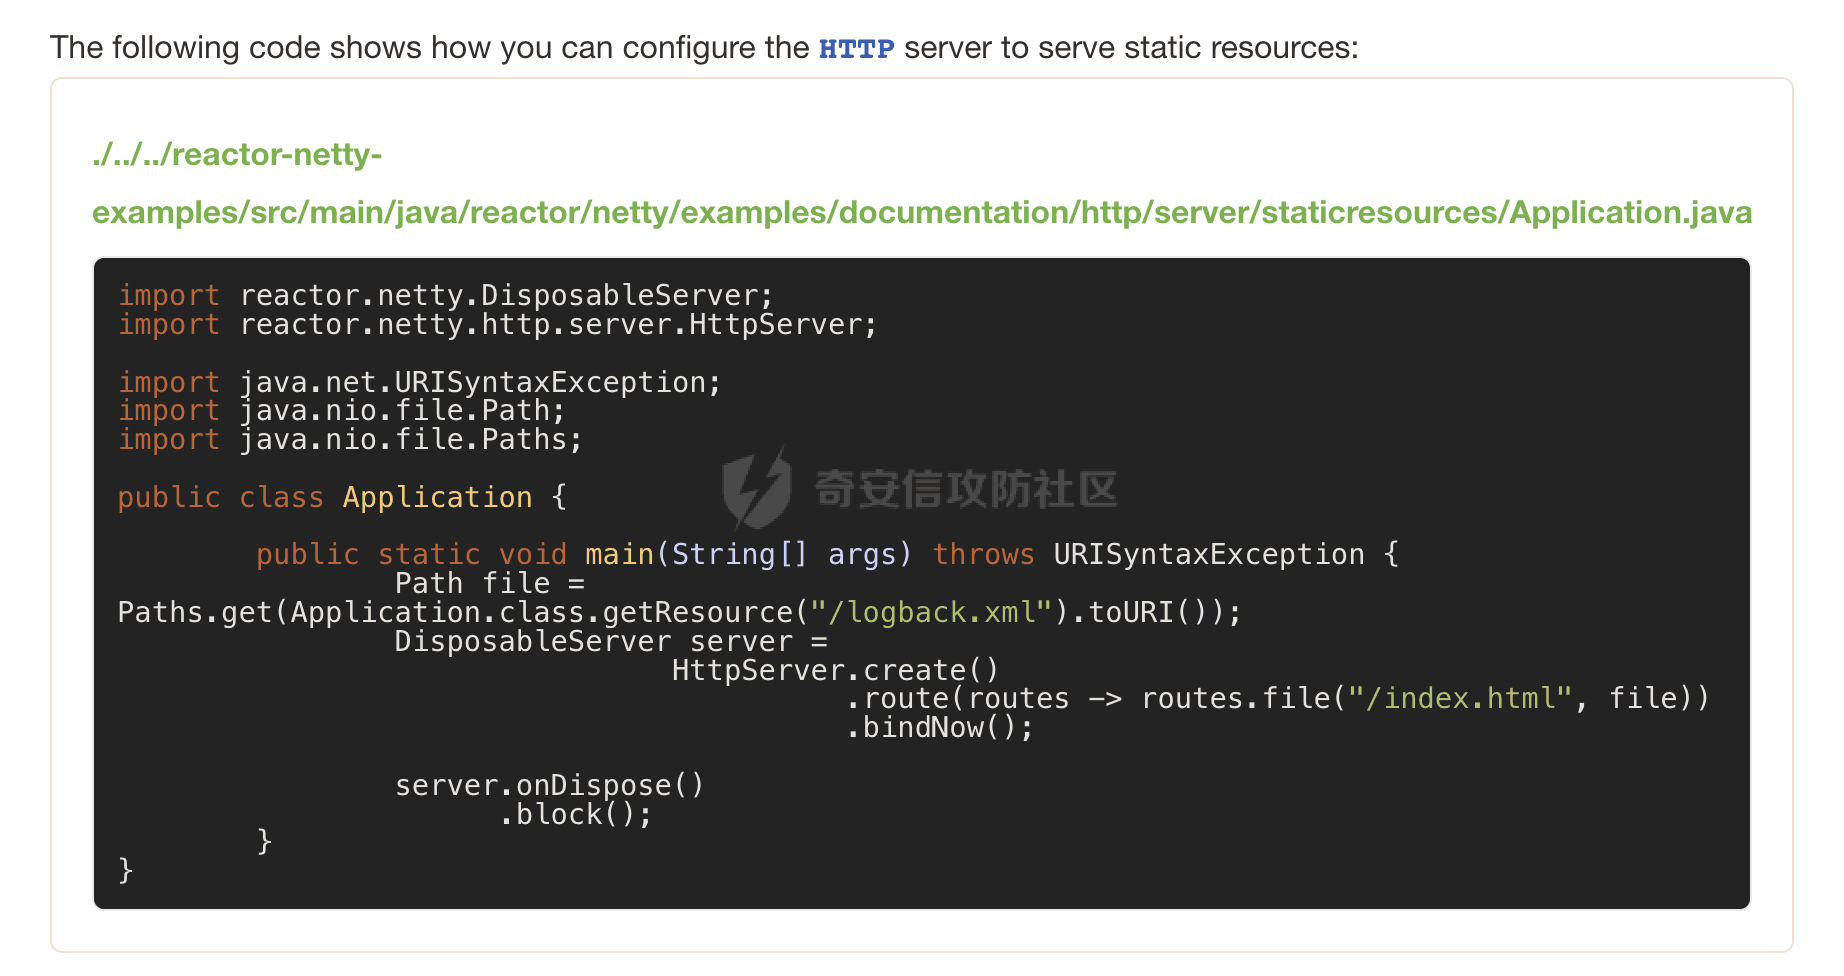 The following code shows how you can configure the HTTP server to serve static resources:
./../../reactor-netty-
examples/src/main/java/reactor/netty/examples/documentation/http/server/staticresources/Application.java
import reactor.netty.DisposableServer;
import reactor.netty.http.server.HttpServer;
import java.net.URISyntaxException;
import java.nio.file.Path;
import java.nio.file.Paths;
奇安信攻防社区
public class Application {
public static void main(String[] args) throws URISyntaxException {
Path file =
Paths.get(Application.class.getResource("/logback.xml").toURI());
DisposableServer server =
HttpServer.create()
.route(routes -> routes.file("/index.html", file))
.bindNow();
server.onDispose()
.block();
}
}